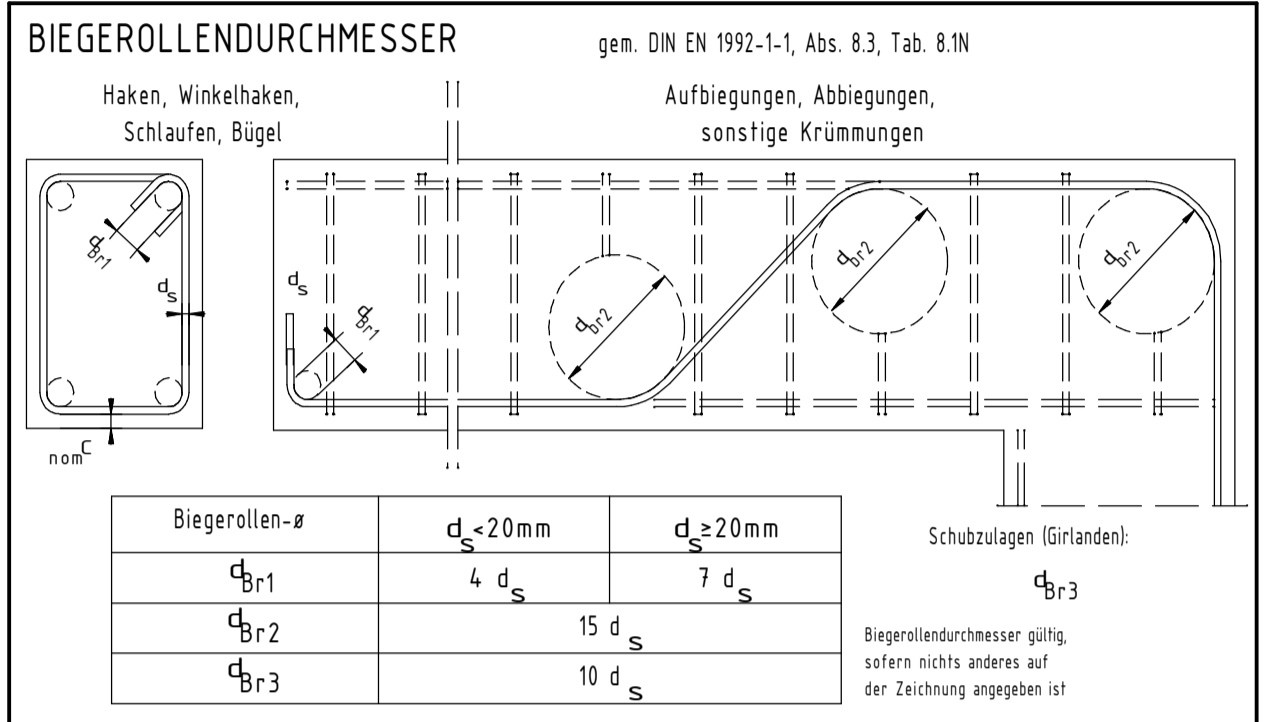 BIEGEROLLENDURCHMESSER
gem. DIN EN 1992-1-1, Abs. 8.3, Tab. 8.1N
Haken, Winkelhaken,
Schlaufen, Bügel
Aufbiegungen, Abbiegungen,
sonstige Krümmungen
dBr1
ds
nomC
ds
dBr1
dbr2
dbr2
dbr2
Biegerollen-ø ds<20mm ds≥20mm
dBr1 4 ds 7 ds
dBr2 15 ds
dBr3 10 ds
Schubzulagen (Girlanden):
dBr3
Biegerollendurchmesser gültig,
sofern nichts anderes auf
der Zeichnung angegeben ist